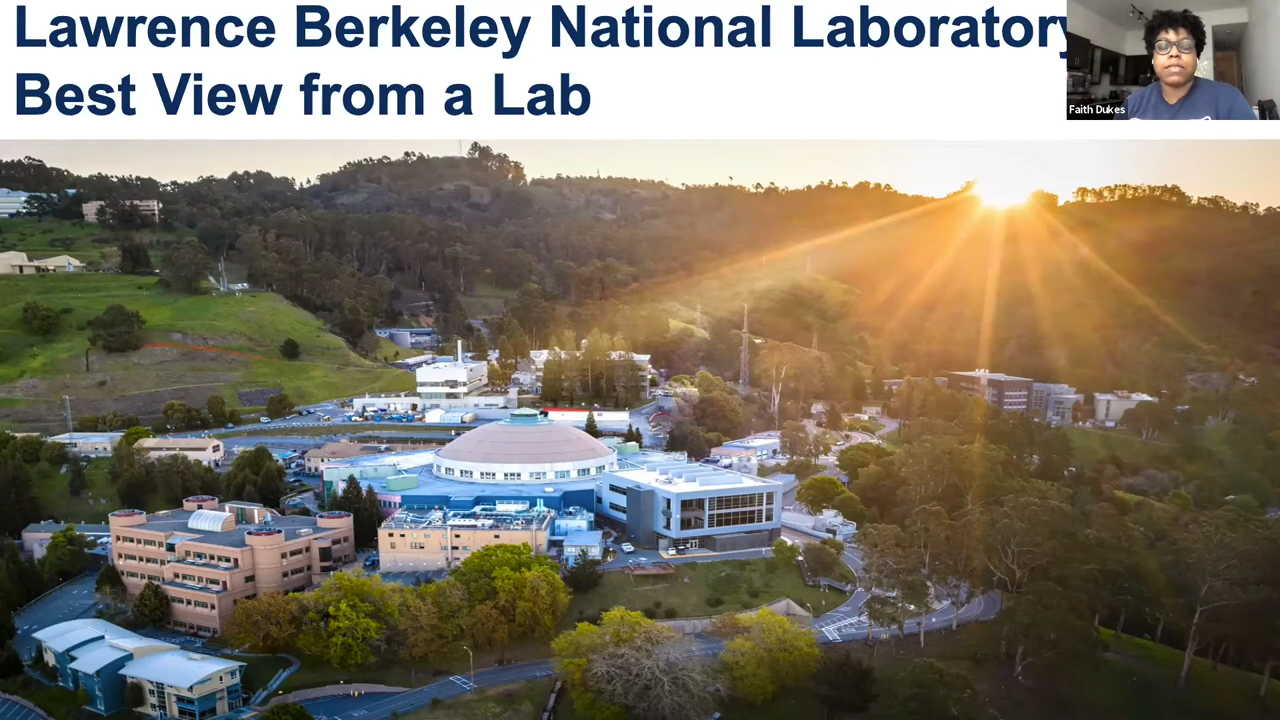 Lawrence Berkeley National Laboratory
Best View from a Lab
Faith Dukes